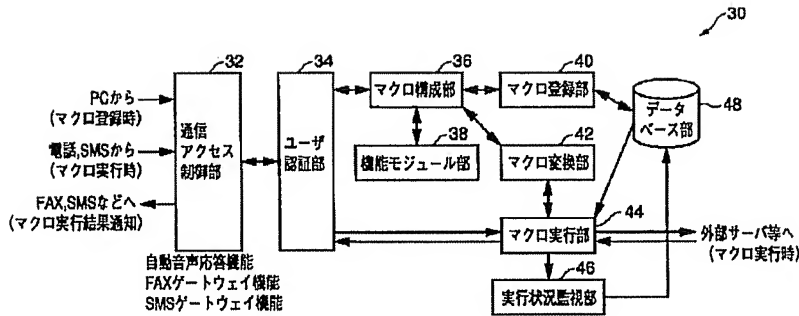 30
32
34
36
40
PCから
(マクロ登録時)
電話,SMSから
(マクロ実行時)
FAX,SMSなどへ
(マクロ実行結果通知)
通信
アクセス
制御部
ユーザ
認証部
マクロ構成部
マクロ登録部
データ
ベース部
48
38
機能モジュール部
42
マクロ変換部
44
マクロ実行部
外部サーバ等へ
(マクロ実行時)
46
実行状況監視部
自動音声応答機能
FAXゲートウェイ機能
SMSゲートウェイ機能